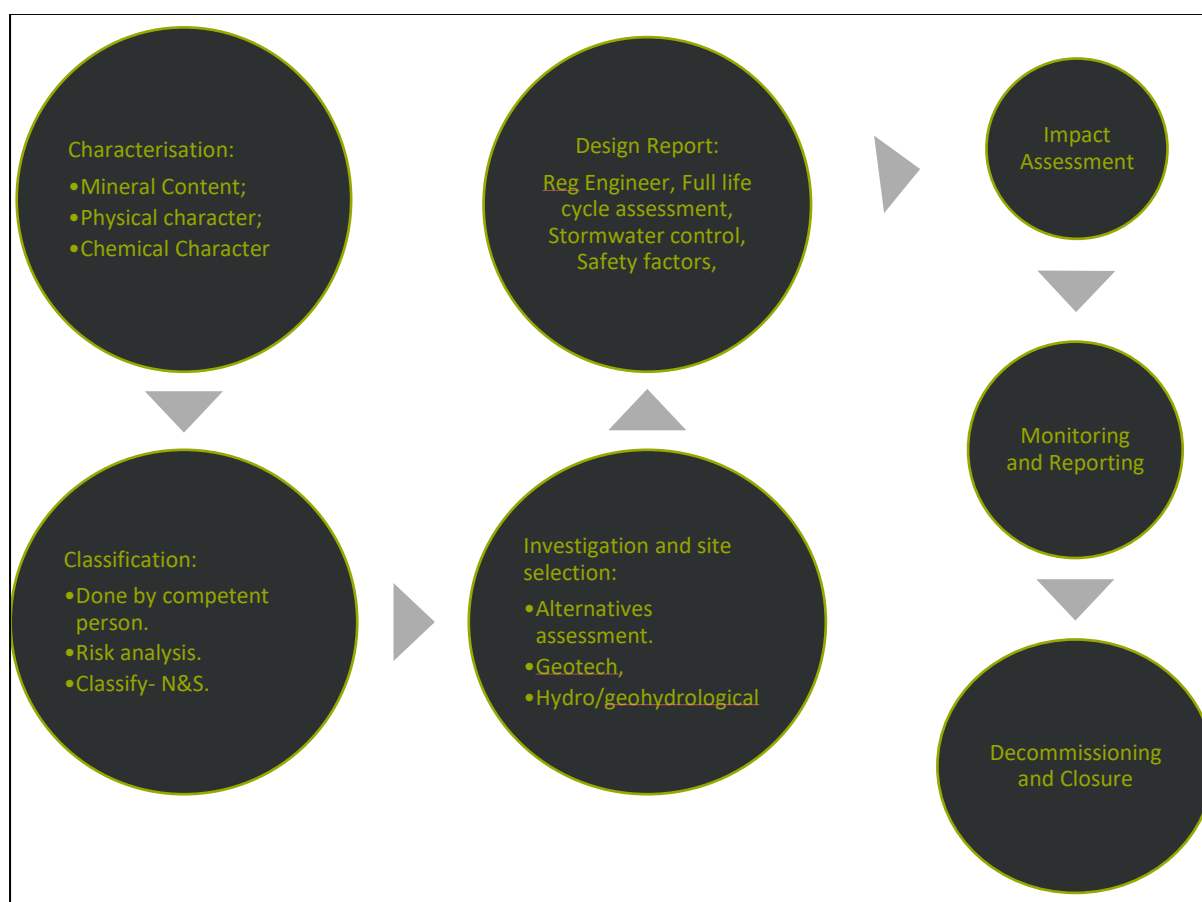 Characterisation:
•Mineral Content;
•Physical character;
•Chemical Character
Classification:
•Done by competent
person.
•Risk analysis.
•Classify- N&S.
Investigation and site
selection:
•Alternatives
assessment.
•Geotech,
•Hydro/geohydrological
Design Report:
Reg Engineer, Full life
cycle assessment,
Stormwater control,
Safety factors,
Impact
Assessment
Monitoring
and Reporting
Decommissioning
and Closure